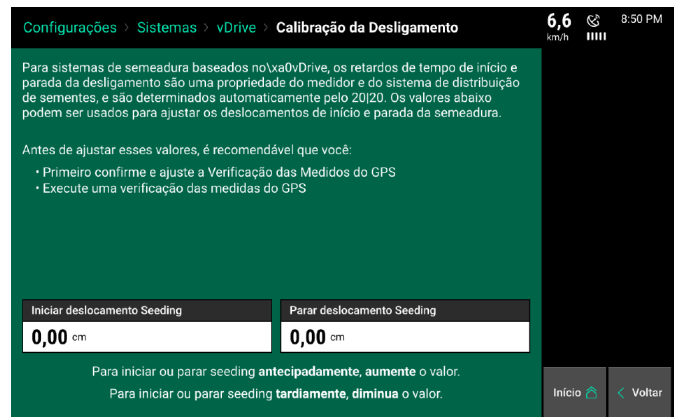 Configurações > Sistemas > vDrive > Calibração da Desligamento
6,6
km/h
8:50 PM
Para sistemas de semeadura baseados no\xa0vDrive, os retardos de tempo de início e
parada da desligamento são uma propriedade do medidor e do sistema de distribuição
de sementes, e são determinados automaticamente pelo 20|20. Os valores abaixo
podem ser usados para ajustar os deslocamentos de início e parada da semeadura.
Antes de ajustar esses valores, é recomendável que você:
• Primeiro confirme e ajuste a Verificação das Medidos do GPS
• Execute uma verificação das medidas do GPS
Iniciar deslocamento Seeding
0,00 cm
Parar deslocamento Seeding
0,00 cm
Para iniciar ou parar seeding antecipadamente, aumente o valor.
Para iniciar ou parar seeding tardiamente, diminua o valor.
Início
< Voltar